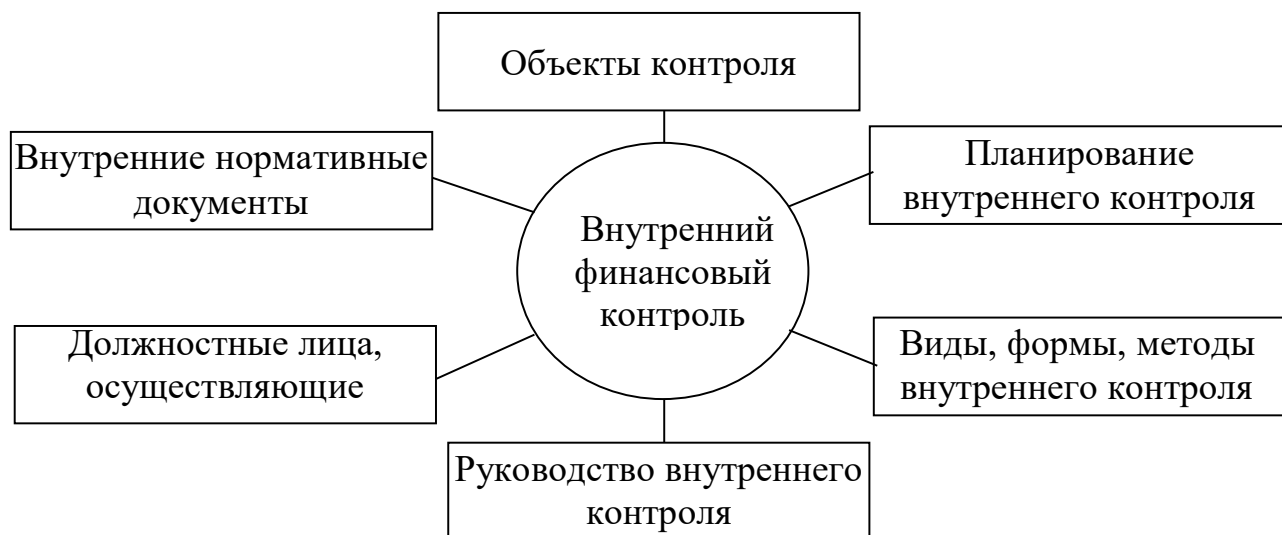 Объекты контроля
Внутренние нормативные
документы
Планирование
внутреннего контроля
Внутренний
финансовый
контроль
Должностные лица,
осуществляющие
Виды, формы, методы
внутреннего контроля
Руководство внутреннего
контроля